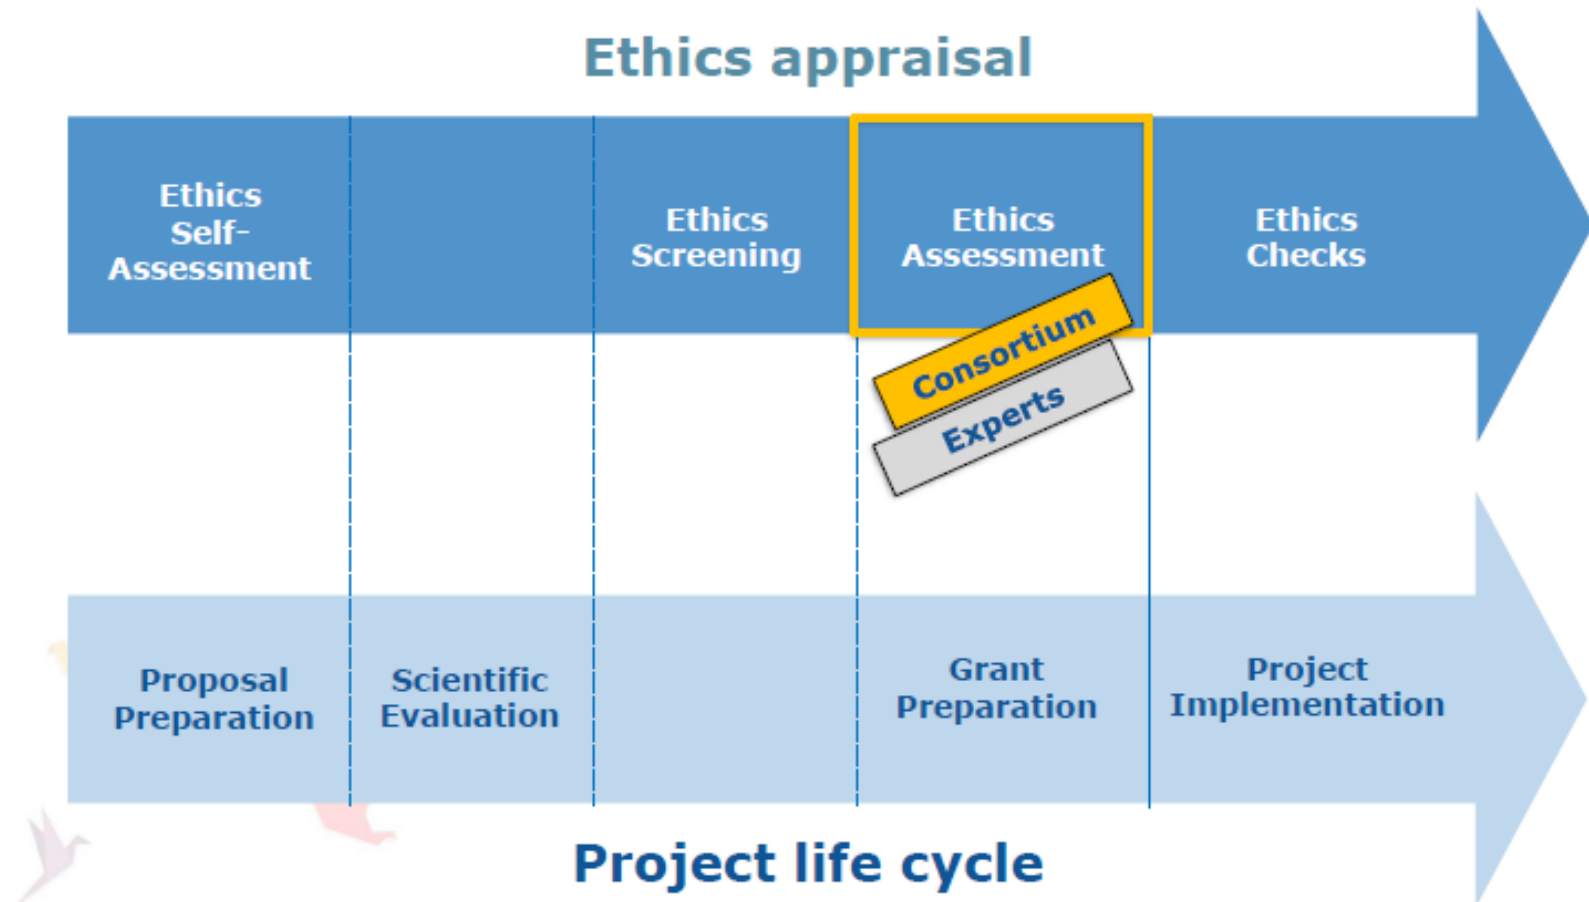 Ethics appraisal
Ethics
Self-
Assessment
Ethics
Screening
Ethics
Assessment
Ethics
Checks
Consortium
Experts
Proposal
Preparation
Scientific
Evaluation
Grant
Preparation
Project
Implementation
Project life cycle